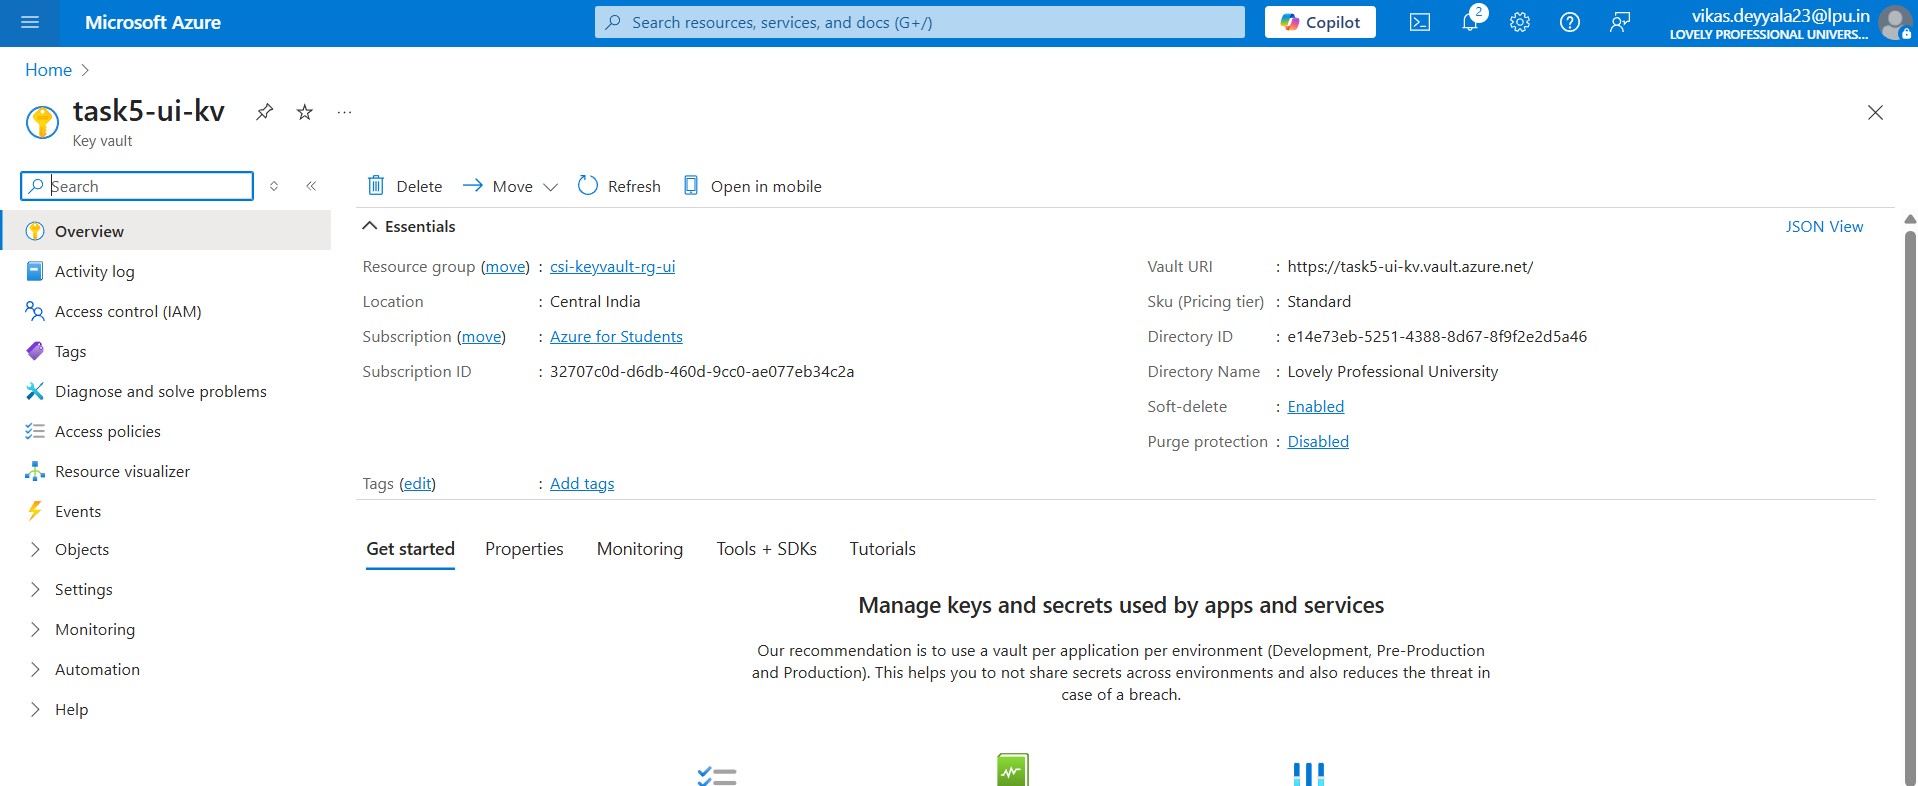 Microsoft Azure
Search resources, services, and docs (G+/)
Copilot
2
vikas.deyyala23@lpu.in
LOVELY PROFESSIONAL UNIVERS...
Home
task5-ui-kv
Key vault
Search
Delete
Move
Refresh
Open in mobile
Overview
Activity log
Access control (IAM)
Tags
Diagnose and solve problems
Access policies
Resource visualizer
Events
Objects
Settings
Monitoring
Automation
Help
Essentials
JSON View
Resource group (move) : csi-keyvault-rg-ui
Location : Central India
Subscription (move) : Azure for Students
Subscription ID : 32707c0d-d6db-460d-9cc0-ae077eb34c2a
Vault URI : https://task5-ui-kv.vault.azure.net/
Sku (Pricing tier) : Standard
Directory ID : e14e73eb-5251-4388-8d67-8f9f2e2d5a46
Directory Name : Lovely Professional University
Soft-delete : Enabled
Purge protection : Disabled
Tags (edit) : Add tags
Get started
Properties
Monitoring
Tools + SDKs
Tutorials
Manage keys and secrets used by apps and services
Our recommendation is to use a vault per application per environment (Development, Pre-Production
and Production). This helps you to not share secrets across environments and also reduces the threat in
case of a breach.